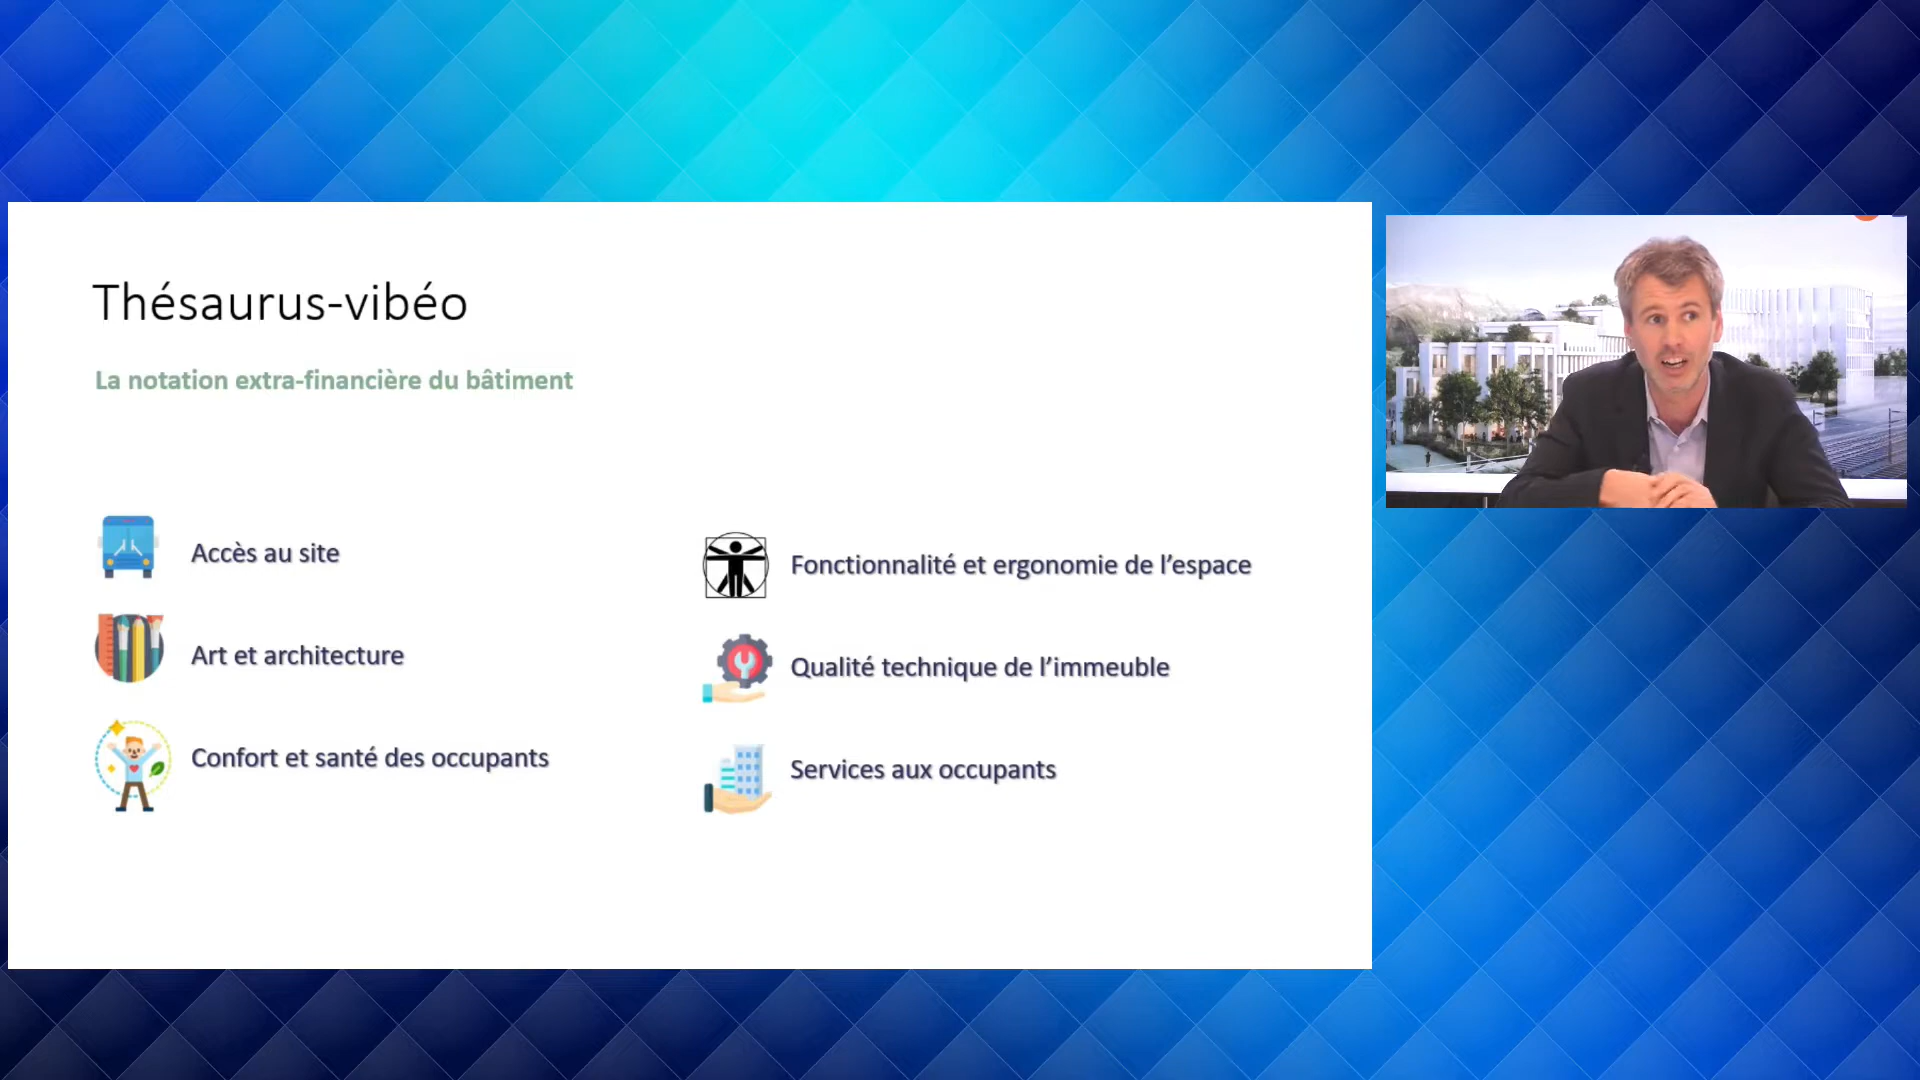 Thésaurus-vibéo
La notation extra-financière du bâtiment
Accès au site
Art et architecture
Confort et santé des occupants
Fonctionnalité et ergonomie de l’espace
Qualité technique de l’immeuble
Services aux occupants